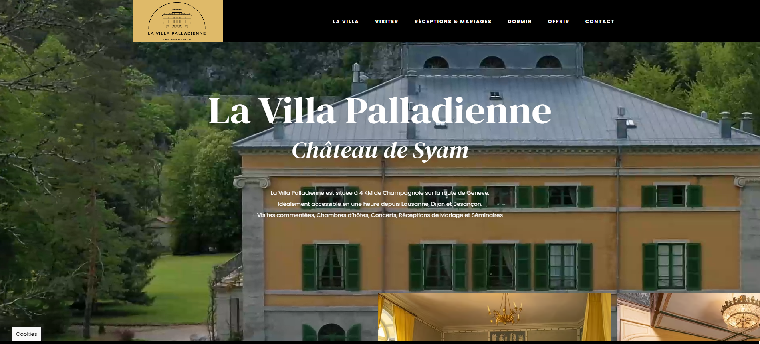 LA VILLA PALLADIENNE
LA VILLA VISITER RÉCEPTIONS & MARIAGES DORMIR OFFRIR CONTACT
La Villa Palladienne
Château de Syam
La Villa Palladienne est située à 4 KM de Champagnole sur la route de Genève.
Idéalement accessible en une heure depuis Lausanne, Dijon et Besançon.
Visites commentées, Chambres d'hôtes, Concerts, Réceptions de Mariage et Séminaires
Cookies